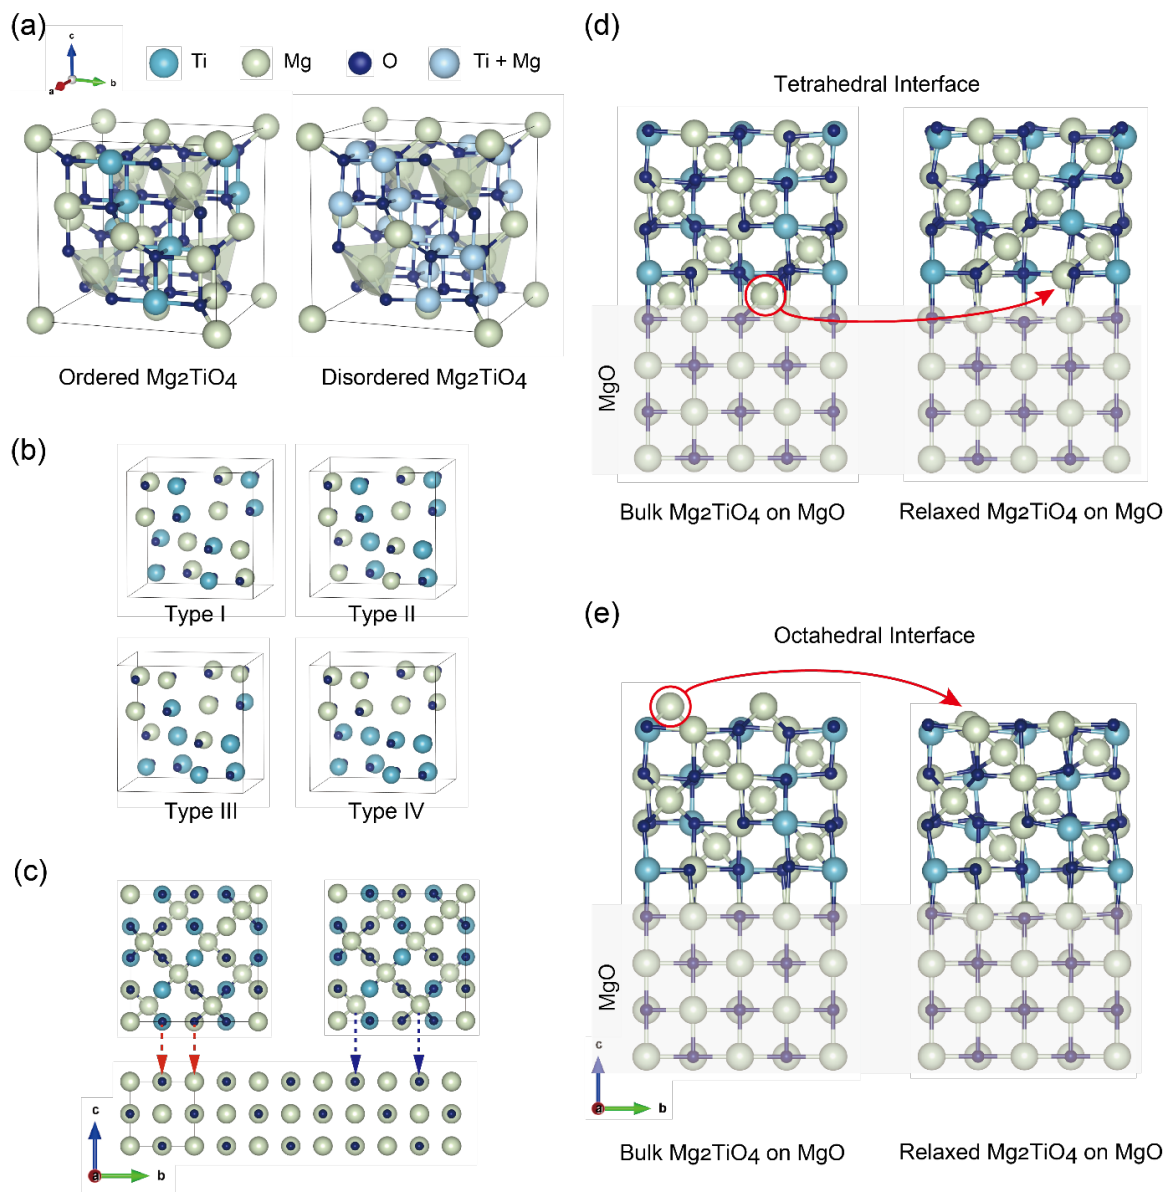 (a)
c
a
b
Ti
Mg
O
Ti + Mg
Ordered Mg2TiO4
Disordered Mg2TiO4
(b)
Type I
Type II
Type III
Type IV
(c)
c
a
b
(d)
Tetrahedral Interface
MgO
Bulk Mg2TiO4 on MgO
Relaxed Mg2TiO4 on MgO
(e)
Octahedral Interface
MgO
c
a
b
Bulk Mg2TiO4 on MgO
Relaxed Mg2TiO4 on MgO